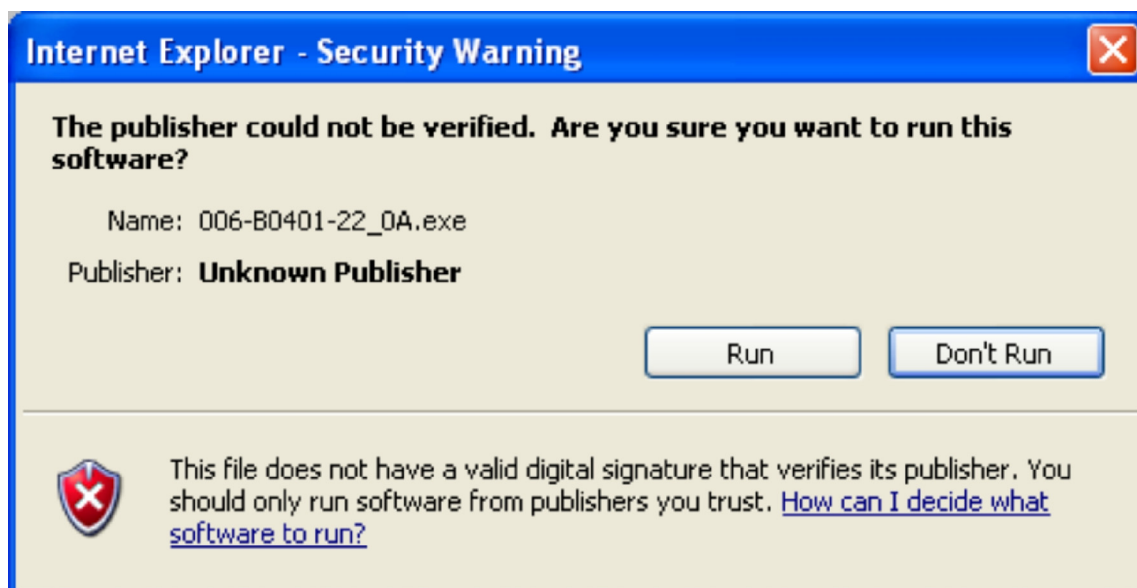 Internet Explorer - Security Warning
The publisher could not be verified.  Are you sure you want to run this
software?
Name: 006-B0401-22_0A.exe
Publisher: Unknown Publisher
Run Don't Run
This file does not have a valid digital signature that verifies its publisher. You
should only run software from publishers you trust. How can I decide what
software to run?